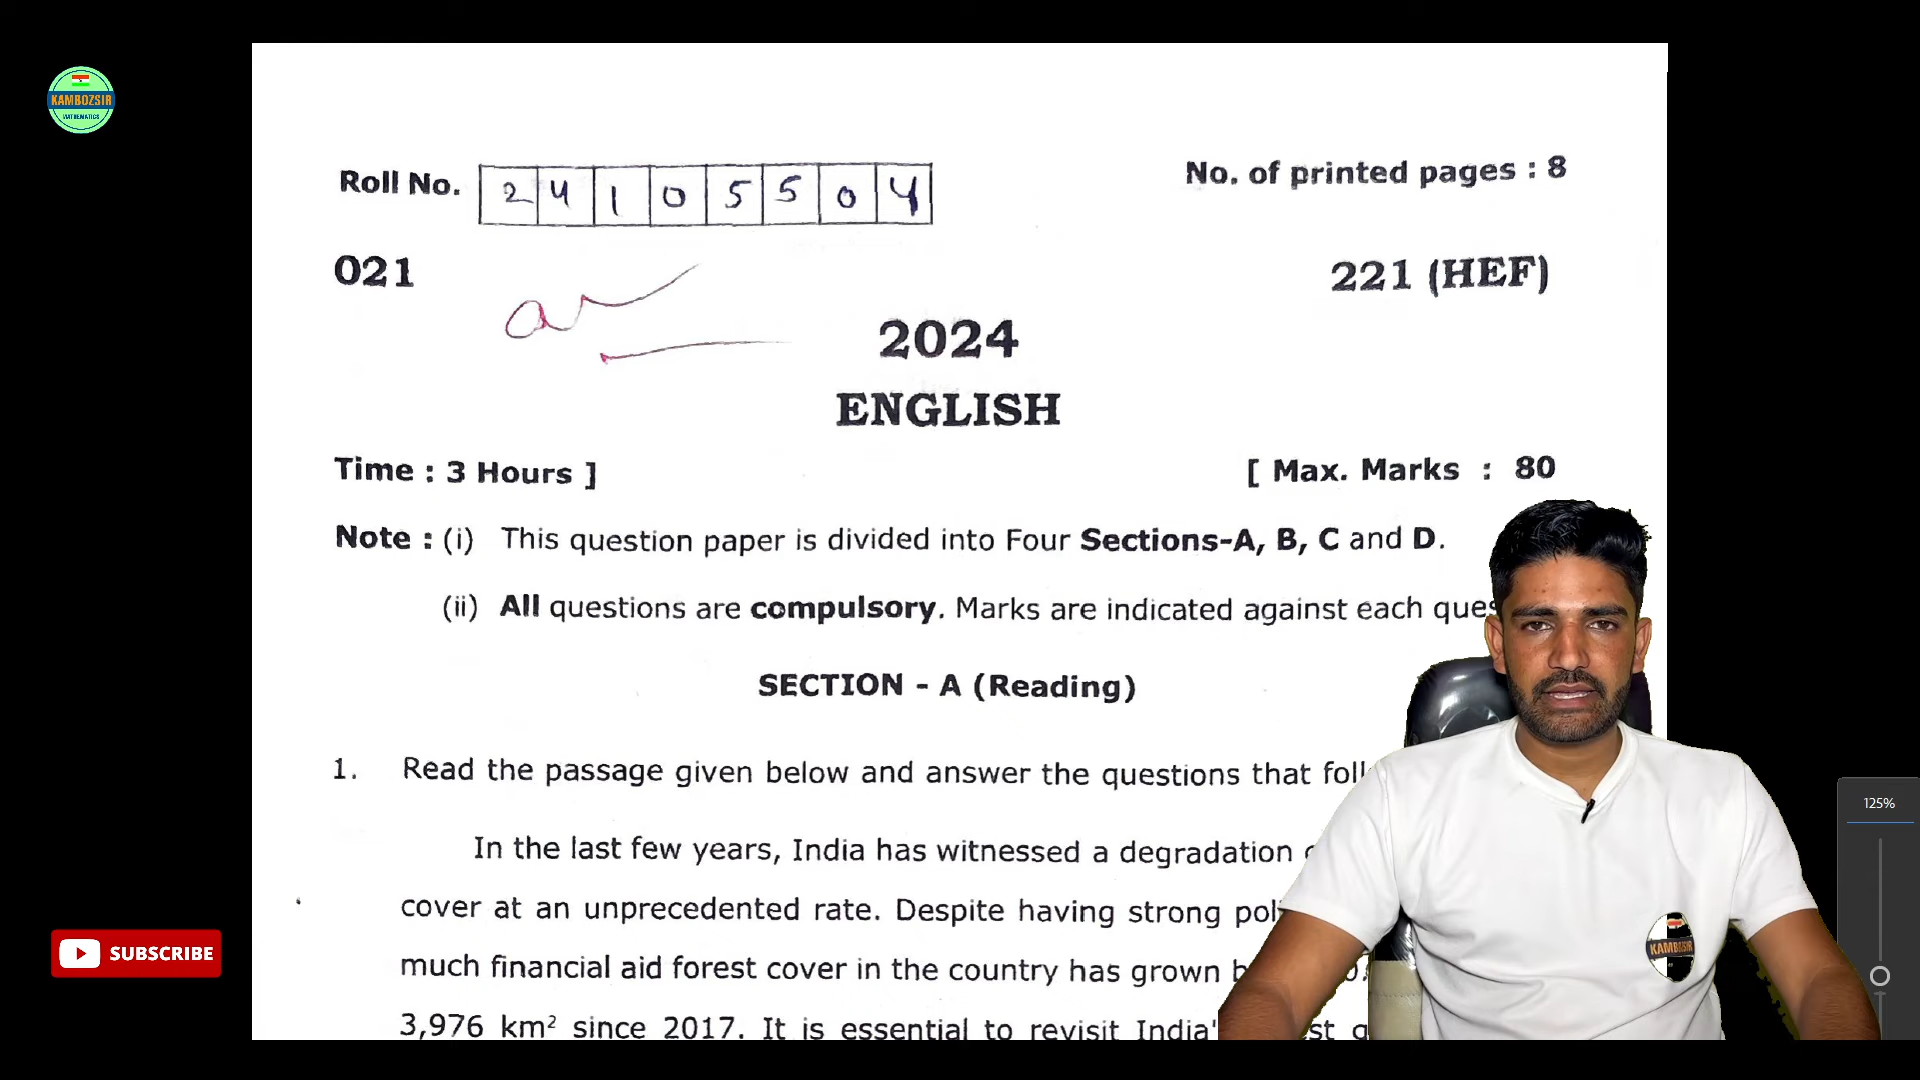 KAMBOZSIR
MATHEMATICS
Roll No. 2 4 1 0 5 5 0 4
No. of printed pages : 8
021
221 (HEF)
2024
ENGLISH
Time : 3 Hours ]
[ Max. Marks : 80
Note : (i) This question paper is divided into Four Sections-A, B, C and D.
(ii) All questions are compulsory. Marks are indicated against each ques
SECTION - A (Reading)
1. Read the passage given below and answer the questions that foll
In the last few years, India has witnessed a degradation
cover at an unprecedented rate. Despite having strong pol
much financial aid forest cover in the country has grown b
3,976 km² since 2017. It is essential to revisit India'
125%
SUBSCRIBE
KAMBOZSIR